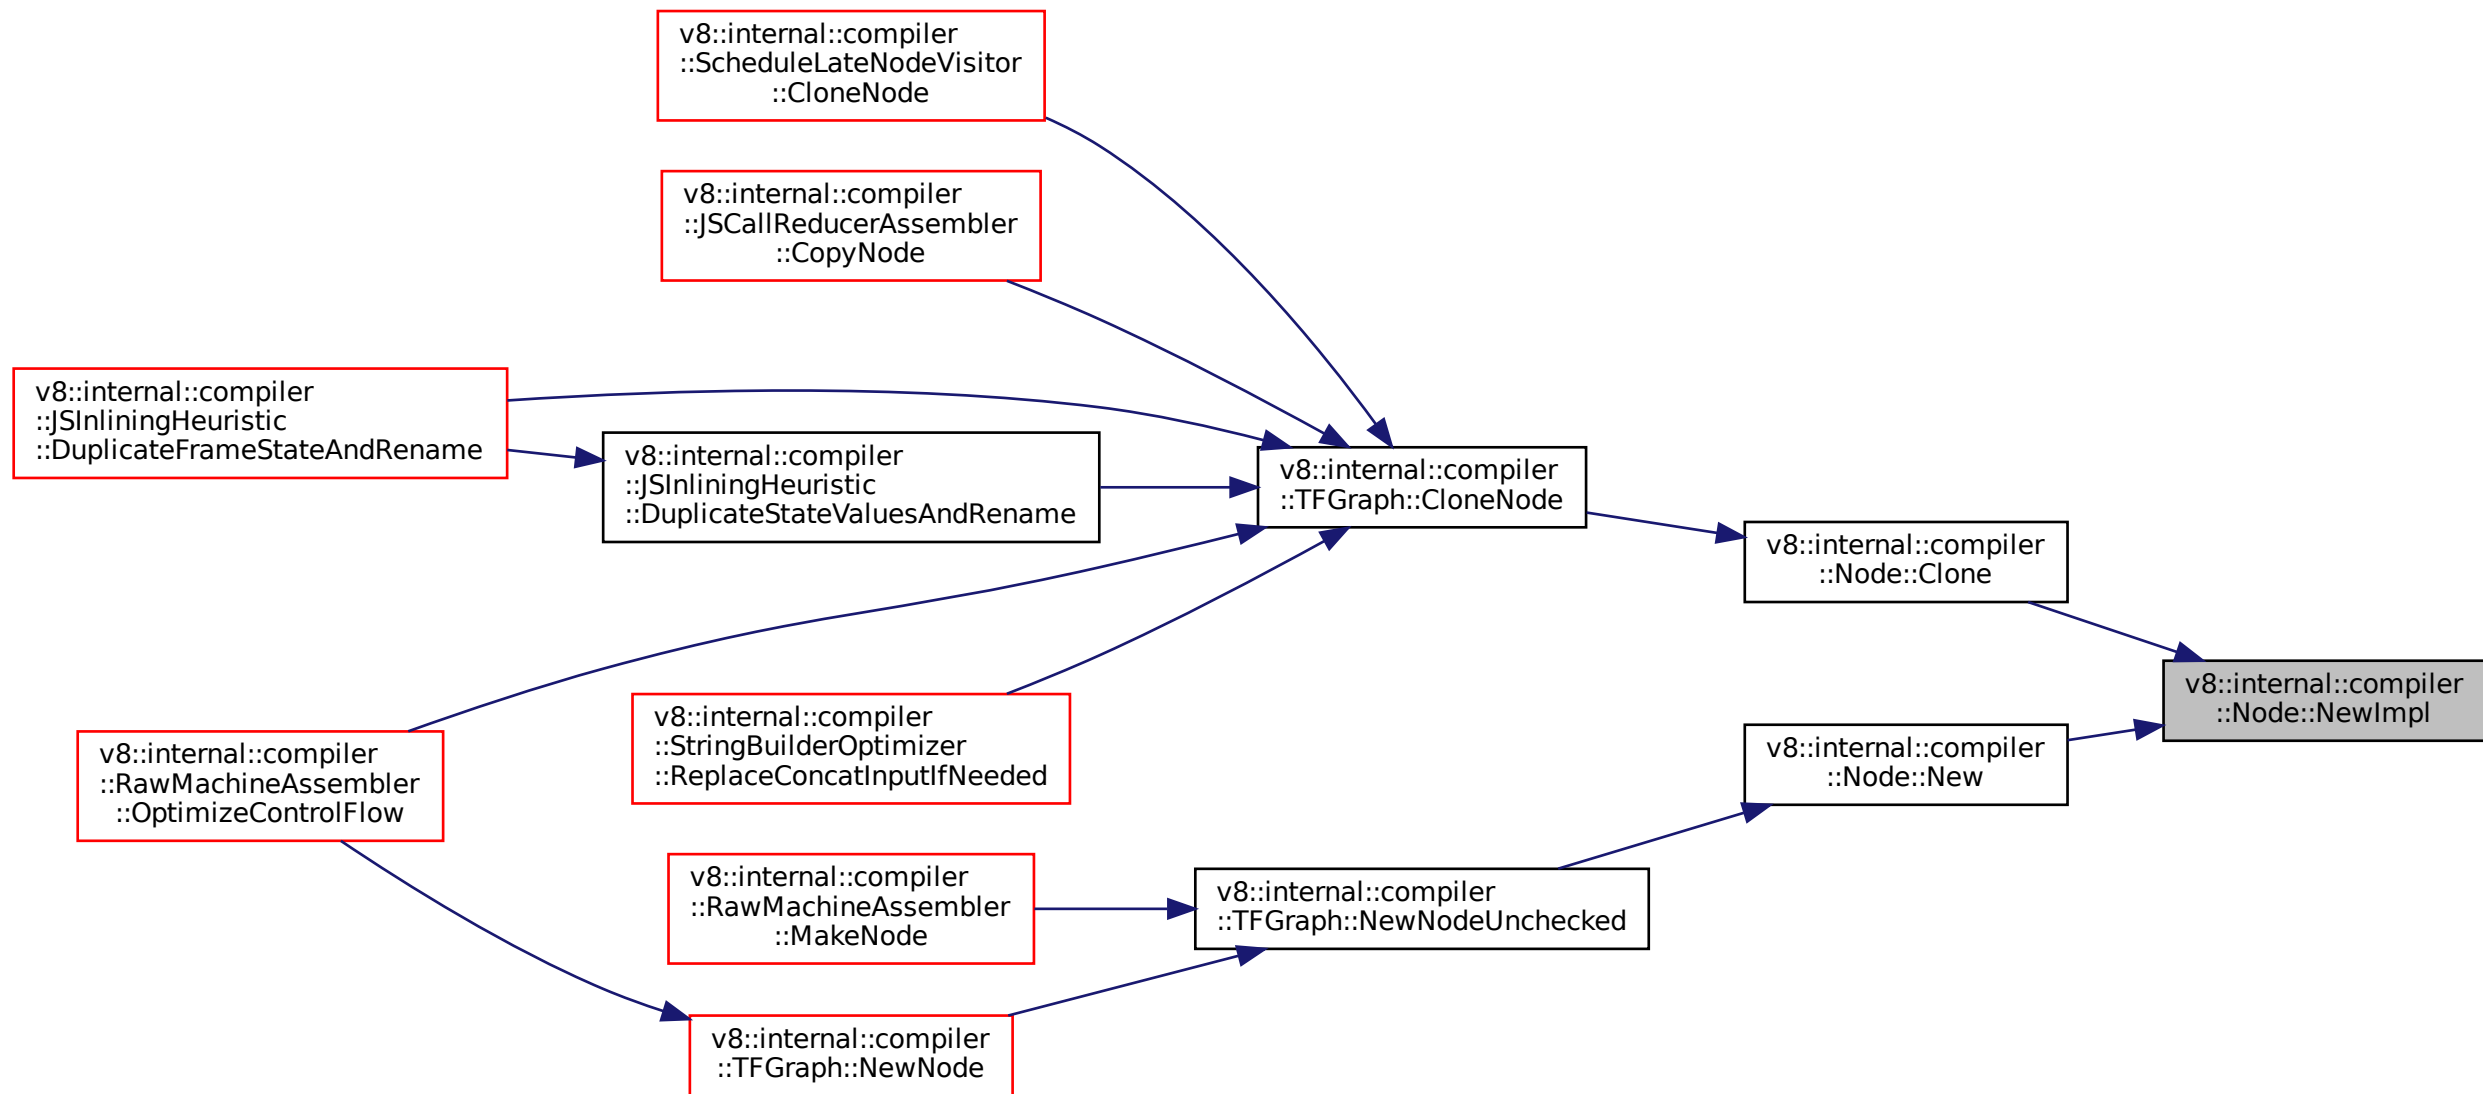 v8::internal::compiler
::ScheduleLateNodeVisitor
::CloneNode
v8::internal::compiler
::JSCallReducerAssembler
::CopyNode
v8::internal::compiler
::JSInliningHeuristic
::DuplicateFrameStateAndRename
v8::internal::compiler
::JSInliningHeuristic
::DuplicateStateValuesAndRename
v8::internal::compiler
::TFGraph::CloneNode
v8::internal::compiler
::Node::Clone
v8::internal::compiler
::Node::NewImpl
v8::internal::compiler
::StringBuilderOptimizer
::ReplaceConcatInputIfNeeded
v8::internal::compiler
::RawMachineAssembler
::OptimizeControlFlow
v8::internal::compiler
::Node::New
v8::internal::compiler
::RawMachineAssembler
::MakeNode
v8::internal::compiler
::TFGraph::NewNodeUnchecked
v8::internal::compiler
::TFGraph::NewNode